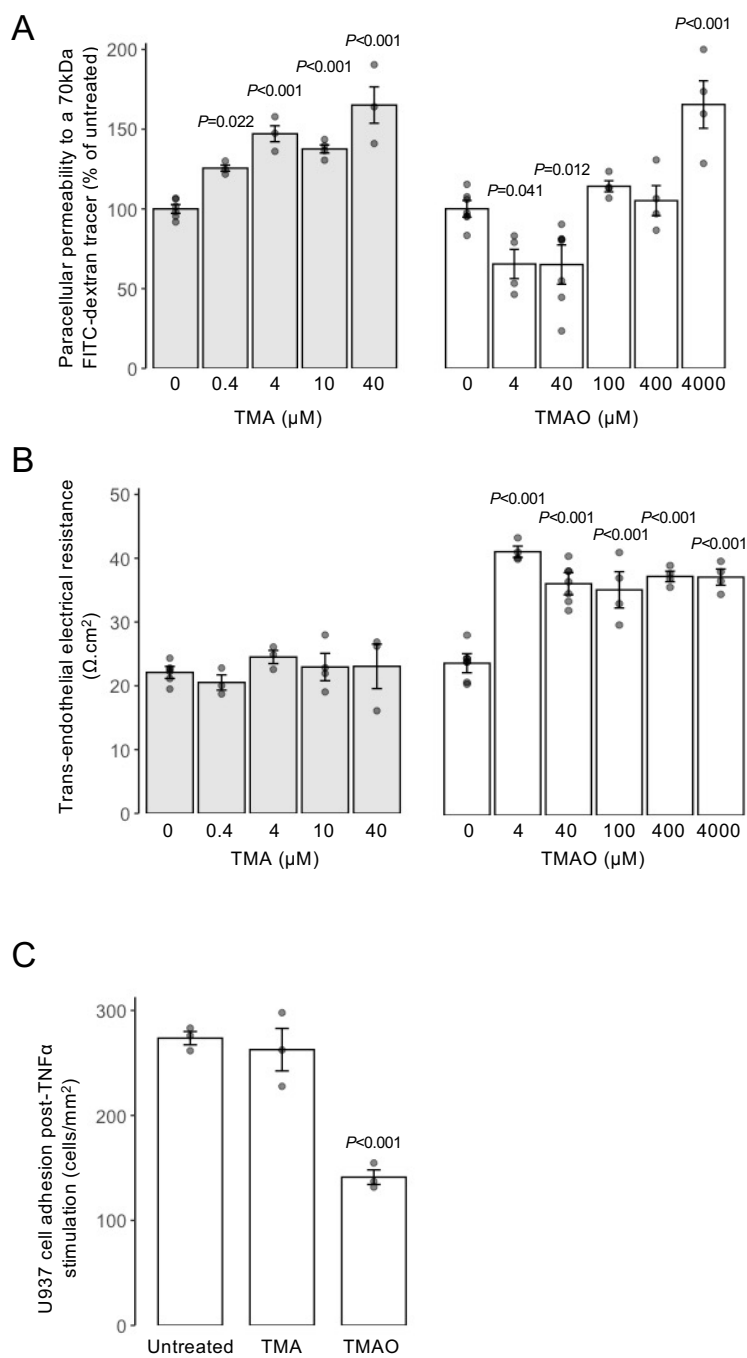 A
Paracellular permeability to a 70kDa
FITC-dextran tracer (% of untreated)
200
150
100
50
0
P=0.022
P<0.001
P<0.001
P<0.001
0 0.4 4 10 40
TMA (µM)
P=0.041
P=0.012
P<0.001
0 4 40 100 400 4000
TMAO (µM)
B
Trans-endothelial electrical resistance
(Ω.cm²)
50
40
30
20
10
0
0 0.4 4 10 40
TMA (µM)
P<0.001
P<0.001
P<0.001
P<0.001
P<0.001
0 4 40 100 400 4000
TMAO (µM)
C
U937 cell adhesion post-TNFα
stimulation (cells/mm²)
300
200
100
0
P<0.001
Untreated TMA TMAO